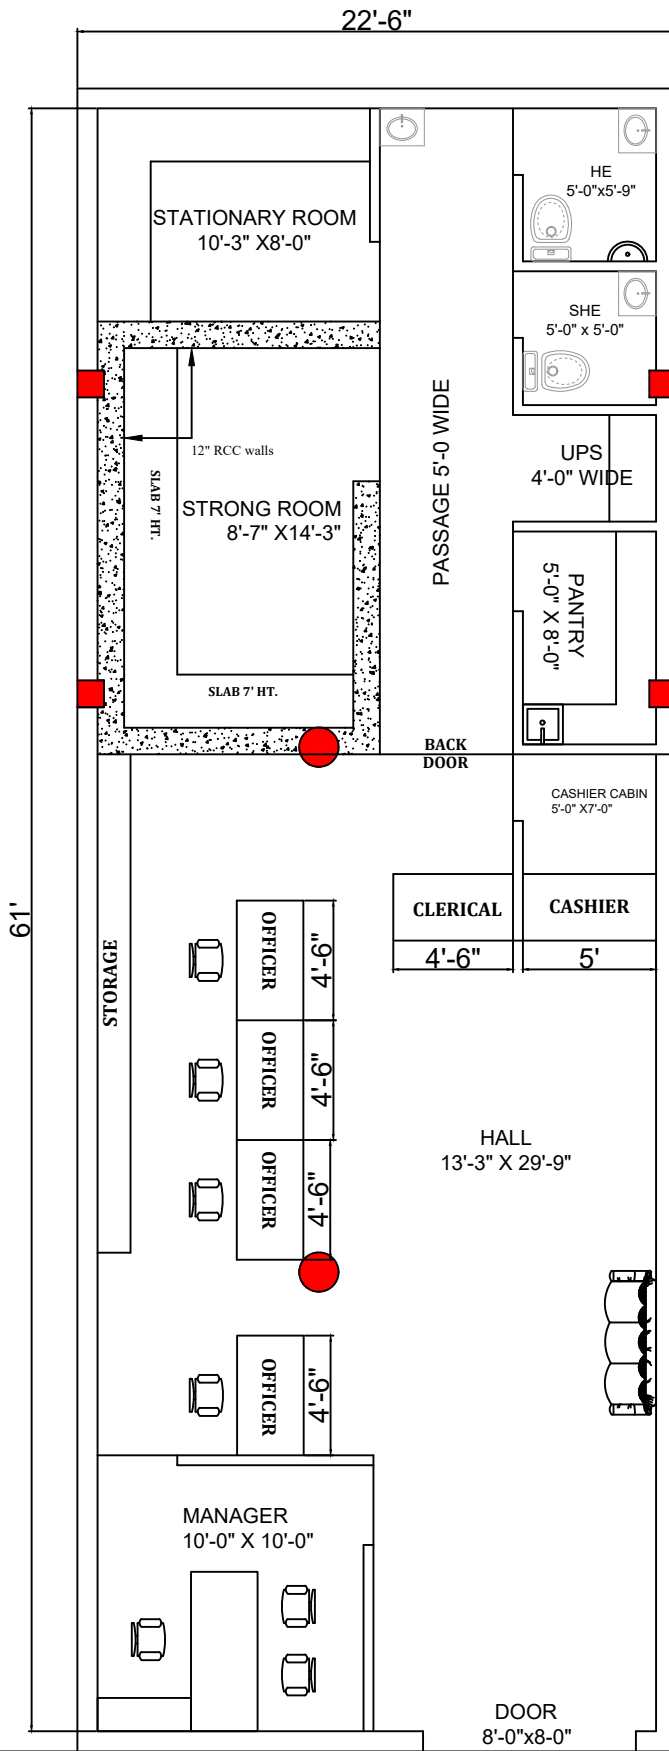 22'-6"
HE
5'-0"x5'-9"
STATIONARY ROOM
10'-3" X8'-0"
SHE
5'-0" x 5'-0"
12" RCC walls
UPS
4'-0" WIDE
PASSAGE 5'-0 WIDE
SLAB 7' HT.
STRONG ROOM
8'-7" X14'-3"
PANTRY
5'-0" X 8'-0"
SLAB 7' HT.
BACK
DOOR
CASHIER CABIN
5'-0" X7'-0"
61'
CLERICAL
CASHIER
4'-6"
5'
STORAGE
OFFICER
4'-6"
OFFICER
4'-6"
OFFICER
4'-6"
HALL
13'-3" X 29'-9"
OFFICER
4'-6"
MANAGER
10'-0" X 10'-0"
DOOR
8'-0"x8-0"